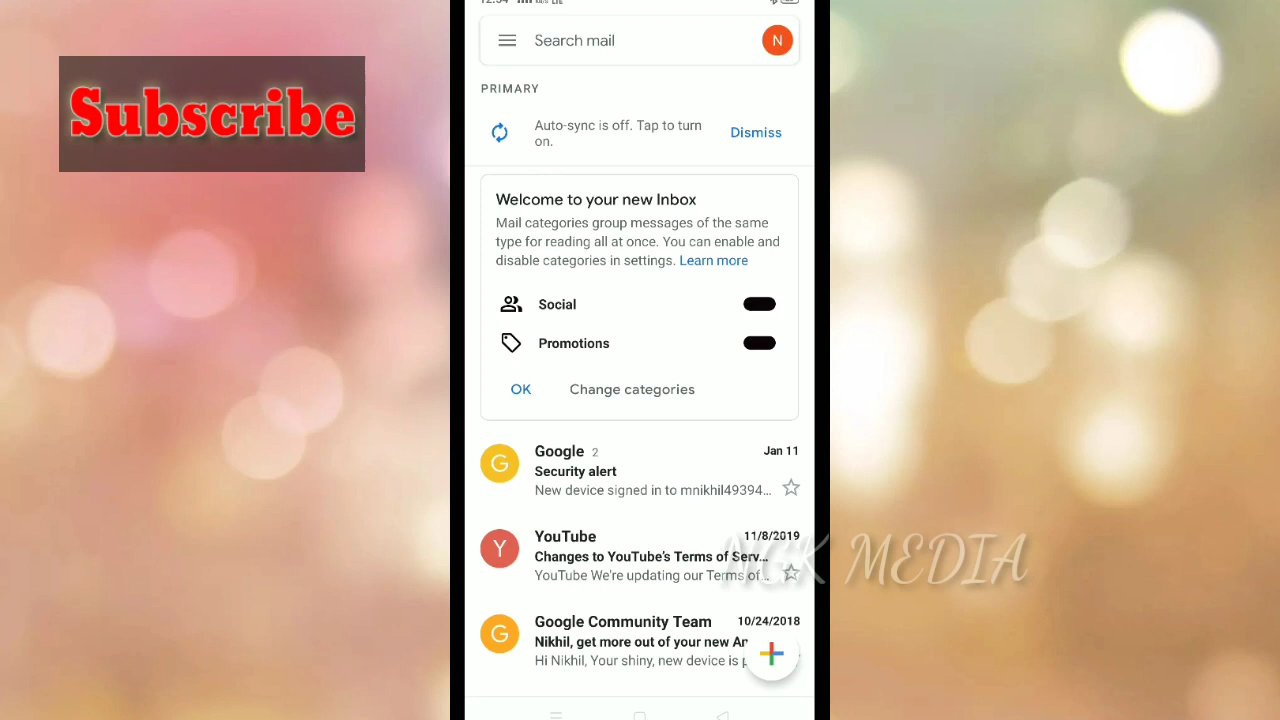 Subscribe
Search mail
N
PRIMARY
Auto-sync is off. Tap to turn
on.
Dismiss
Welcome to your new Inbox
Mail categories group messages of the same
type for reading all at once. You can enable and
disable categories in settings. Learn more
Social
Promotions
OK
Change categories
G
Google 2
Jan 11
Security alert
New device signed in to mnikhil49394...
Y
YouTube
11/8/2019
Changes to YouTube's Terms of Serv...
YouTube We're updating our Terms of...
NGK MEDIA
G
Google Community Team
10/24/2018
Nikhil, get more out of your new
Hi Nikhil, Your shiny, new device is